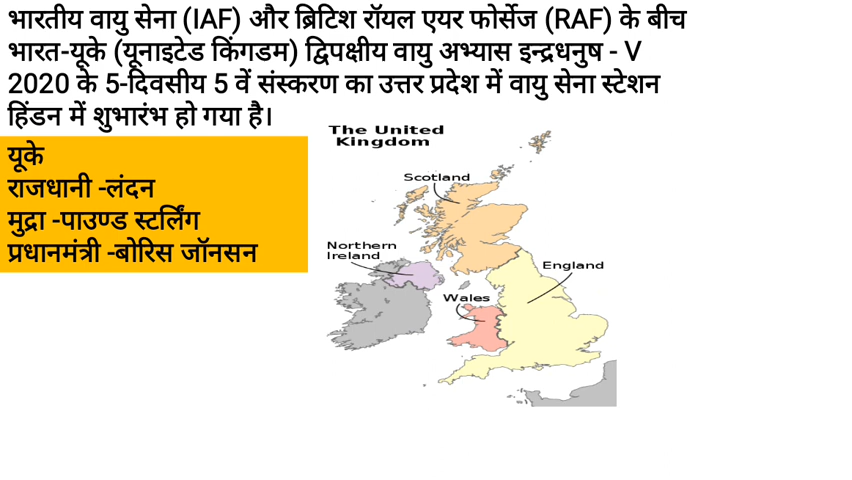 भारतीय वायु सेना (IAF) और ब्रिटिश रॉयल एयर फोर्सेज (RAF) के बीच
भारत-यूके (यूनाइटेड किंगडम) द्विपक्षीय वायु अभ्यास इन्द्रधनुष - V
2020 के 5-दिवसीय 5 वें संस्करण का उत्तर प्रदेश में वायु सेना स्टेशन
हिंडन में शुभारंभ हो गया है।
यूके
राजधानी -लंदन
मुद्रा -पाउण्ड स्टर्लिंग
प्रधानमंत्री -बोरिस जॉनसन
The United
Kingdom
Scotland
Northern
Ireland
England
Wales